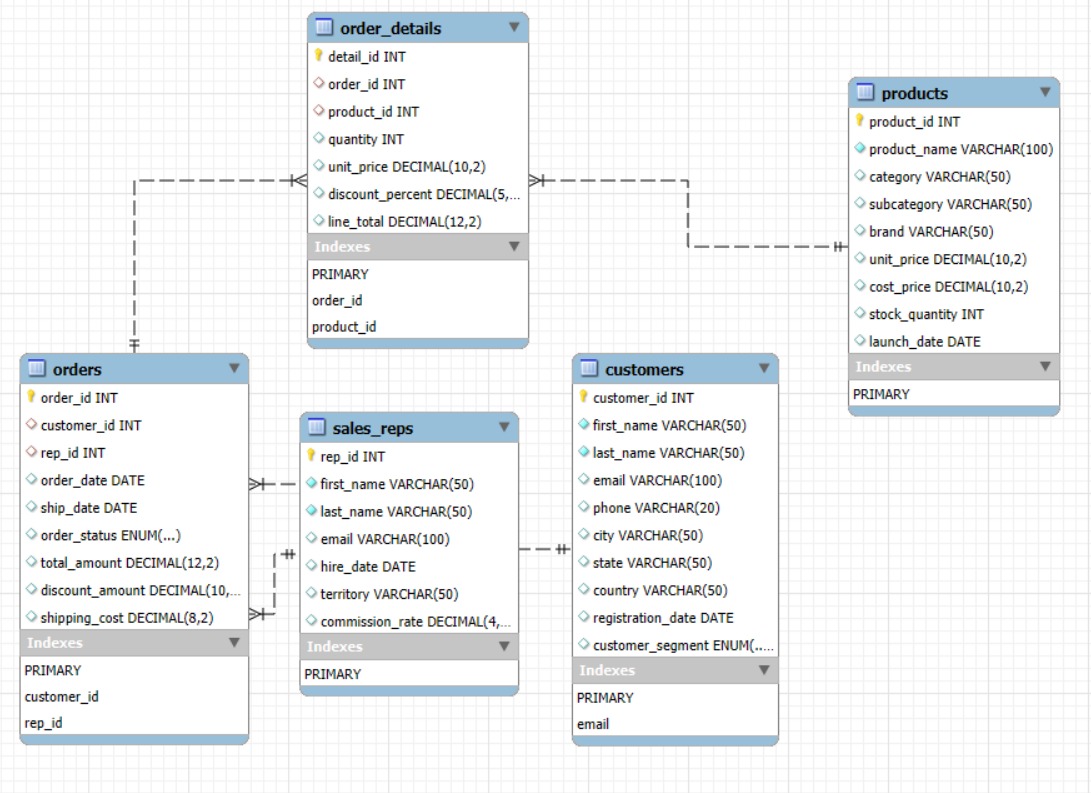 order_details
detail_id INT
order_id INT
product_id INT
quantity INT
unit_price DECIMAL(10,2)
discount_percent DECIMAL(5,...
line_total DECIMAL(12,2)
Indexes
PRIMARY
order_id
product_id
products
product_id INT
product_name VARCHAR(100)
category VARCHAR(50)
subcategory VARCHAR(50)
brand VARCHAR(50)
unit_price DECIMAL(10,2)
cost_price DECIMAL(10,2)
stock_quantity INT
launch_date DATE
Indexes
PRIMARY
orders
order_id INT
customer_id INT
rep_id INT
order_date DATE
ship_date DATE
order_status ENUM(...)
total_amount DECIMAL(12,2)
discount_amount DECIMAL(10,...
shipping_cost DECIMAL(8,2)
Indexes
PRIMARY
customer_id
rep_id
sales_reps
rep_id INT
first_name VARCHAR(50)
last_name VARCHAR(50)
email VARCHAR(100)
hire_date DATE
territory VARCHAR(50)
commission_rate DECIMAL(4,...
Indexes
PRIMARY
customers
customer_id INT
first_name VARCHAR(50)
last_name VARCHAR(50)
email VARCHAR(100)
phone VARCHAR(20)
city VARCHAR(50)
state VARCHAR(50)
country VARCHAR(50)
registration_date DATE
customer_segment ENUM(.....
Indexes
PRIMARY
email